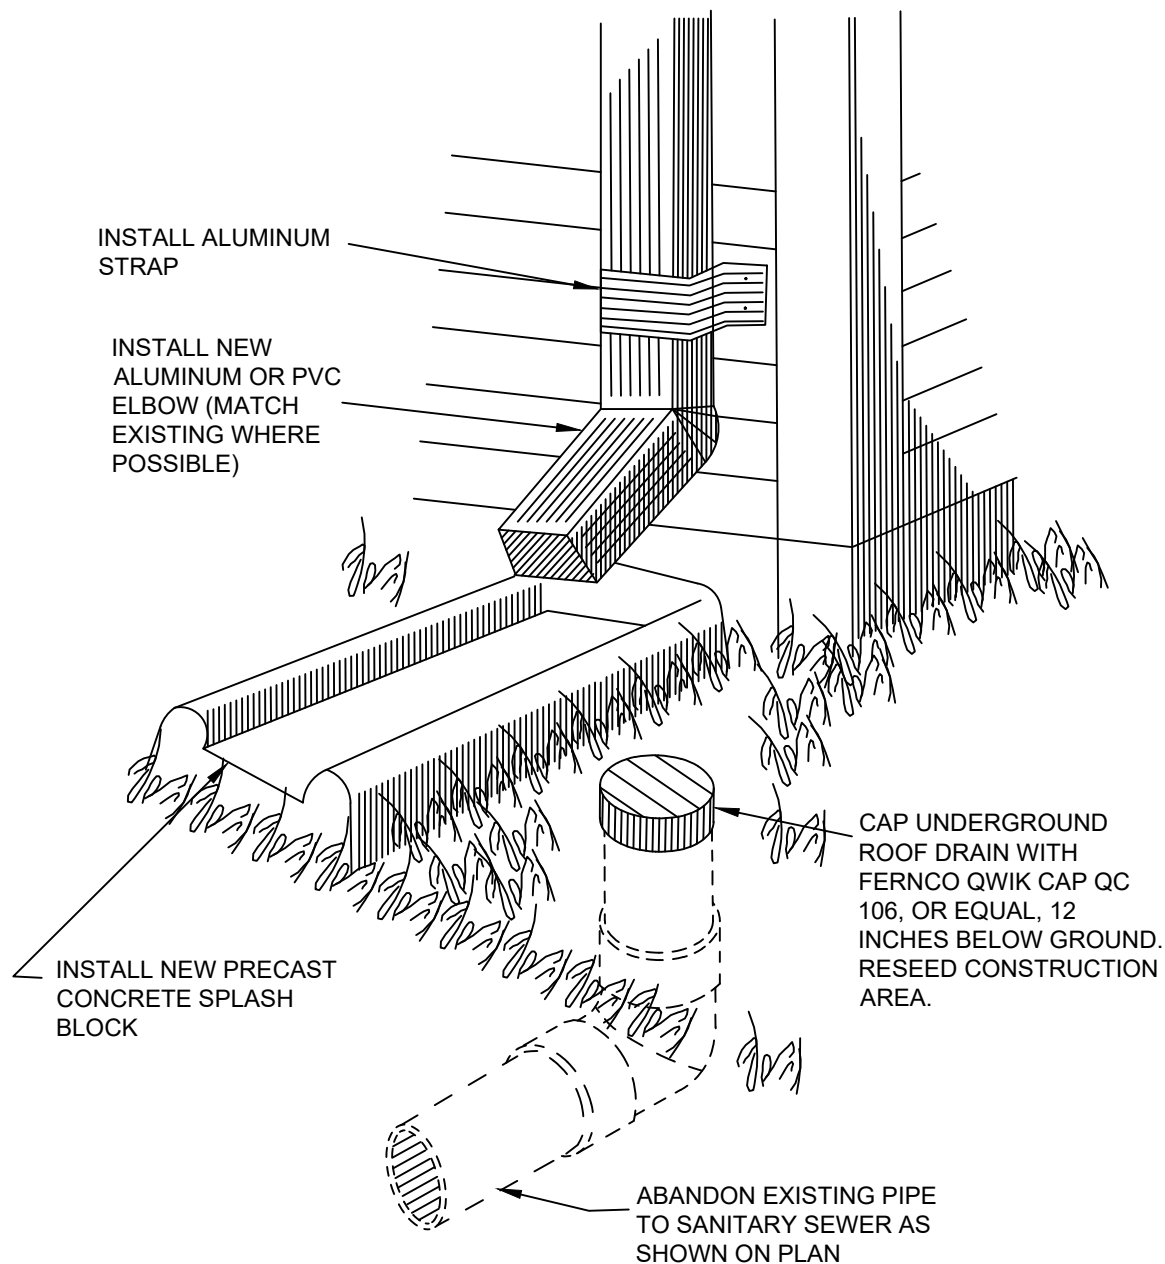 INSTALL ALUMINUM
STRAP
INSTALL NEW
ALUMINUM OR PVC
ELBOW (MATCH
EXISTING WHERE
POSSIBLE)
CAP UNDERGROUND
ROOF DRAIN WITH
FERNCO QWIK CAP QC
106, OR EQUAL, 12
INCHES BELOW GROUND.
RESEED CONSTRUCTION
AREA.
INSTALL NEW PRECAST
CONCRETE SPLASH
BLOCK
ABANDON EXISTING PIPE
TO SANITARY SEWER AS
SHOWN ON PLAN